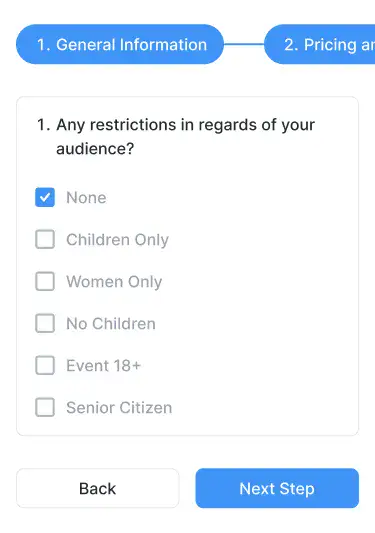 1. General Information
2. Pricing ar
1. Any restrictions in regards of your
audience?
None
Children Only
Women Only
No Children
Event 18+
Senior Citizen
Back
Next Step